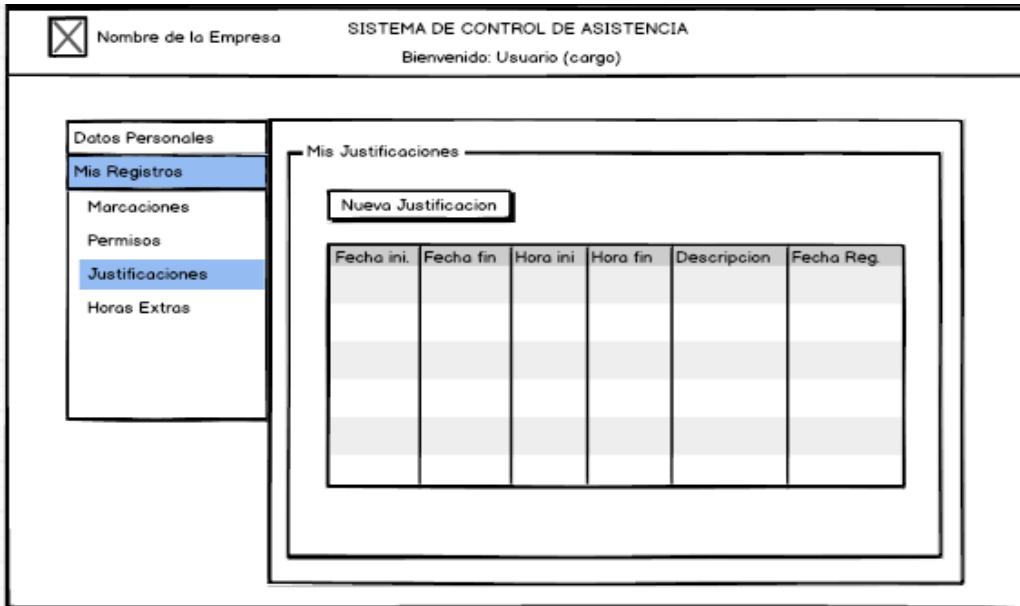 Nombre de la Empresa
SISTEMA DE CONTROL DE ASISTENCIA
Bienvenido: Usuario (cargo)
Datos Personales
Mis Registros
Marcaciones
Permisos
Justificaciones
Horas Extras
Mis Justificaciones
Nueva Justificacion
Fecha ini. Fecha fin Hora ini Hora fin Descripcion Fecha Reg.